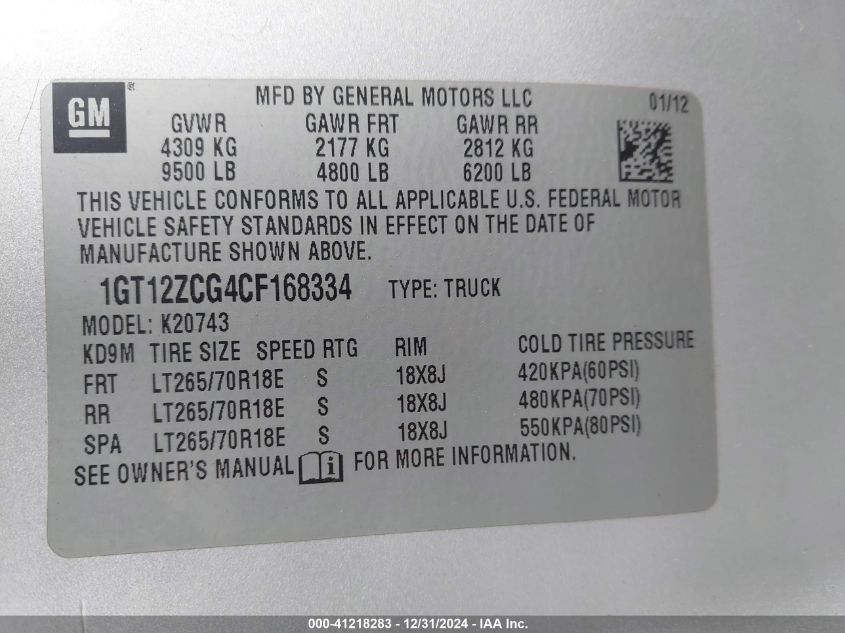 GM ®
MFD BY GENERAL MOTORS LLC 01/12
GVWR GAWR FRT GAWR RR
4309 KG 2177 KG 2812 KG
9500 LB 4800 LB 6200 LB
THIS VEHICLE CONFORMS TO ALL APPLICABLE U.S. FEDERAL MOTOR
VEHICLE SAFETY STANDARDS IN EFFECT ON THE DATE OF
MANUFACTURE SHOWN ABOVE.
1GT12ZCG4CF168334 TYPE: TRUCK
MODEL: K20743
KD9M TIRE SIZE SPEED RTG RIM COLD TIRE PRESSURE
FRT LT265/70R18E S 18X8J 420KPA(60PSI)
RR LT265/70R18E S 18X8J 480KPA(70PSI)
SPA LT265/70R18E S 18X8J 550KPA(80PSI)
SEE OWNER'S MANUAL i FOR MORE INFORMATION.
000-41218283 - 12/31/2024 - IAA Inc.